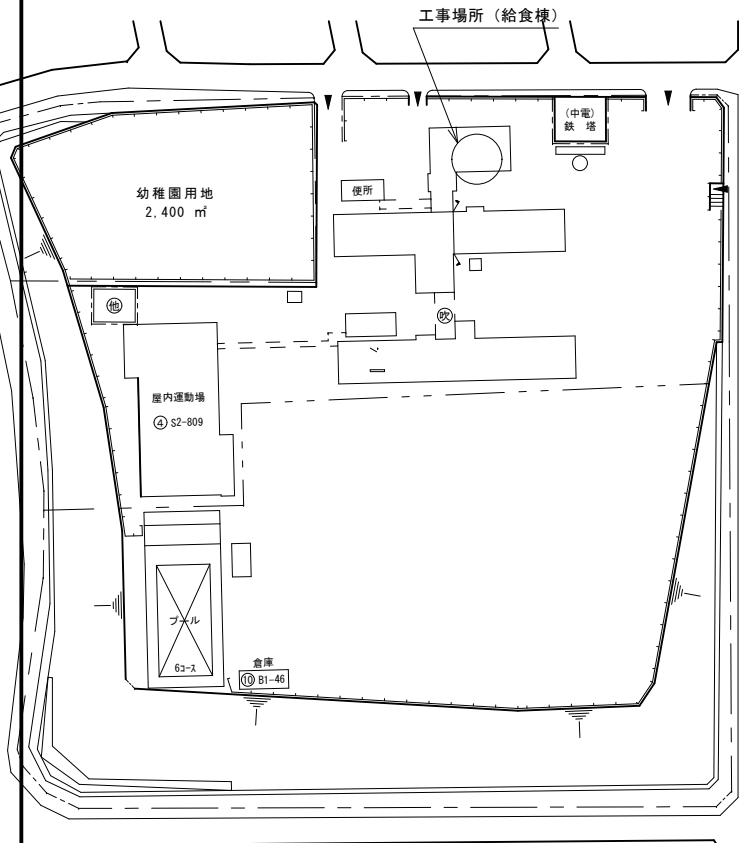 工事場所（給食棟）
(中電)
鉄 塔
幼稚園用地
2,400 ㎡
便所
他
吹
屋内運動場
④ S2-809
プール
6コース
倉庫
⑩ B1-46